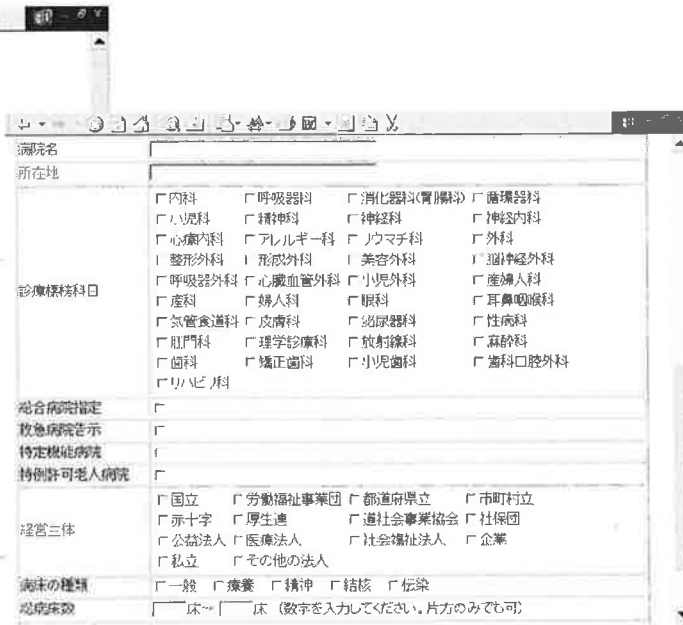 病院名
所在地
診療標榜科目
内科 呼吸器科 消化器科(胃腸科) 循環器科
小児科 精神科 神経科 神経内科
心療内科 アレルギー科 リウマチ科 外科
整形外科 形成外科 美容外科 脳神経外科
呼吸器外科 心臓血管外科 小児外科 産婦人科
産科 婦人科 眼科 耳鼻咽喉科
気管食道科 皮膚科 泌尿器科 性病科
肛門科 理学診療科 放射線科 麻酔科
歯科 矯正歯科 小児歯科 歯科口腔外科
リハビリ科
総合病院指定
救急病院告示
特定機能病院
特例許可老人病院
経営主体
国立 労働福祉事業団 都道府県立 市町村立
赤十字 厚生連 道社会事業協会 社保団
公益法人 医療法人 社会福祉法人 企業
私立 その他の法人
病床の種類 一般 療養 精神 結核 伝染
総病床数 床～ 床 (数字を入力してください。片方のみでも可)